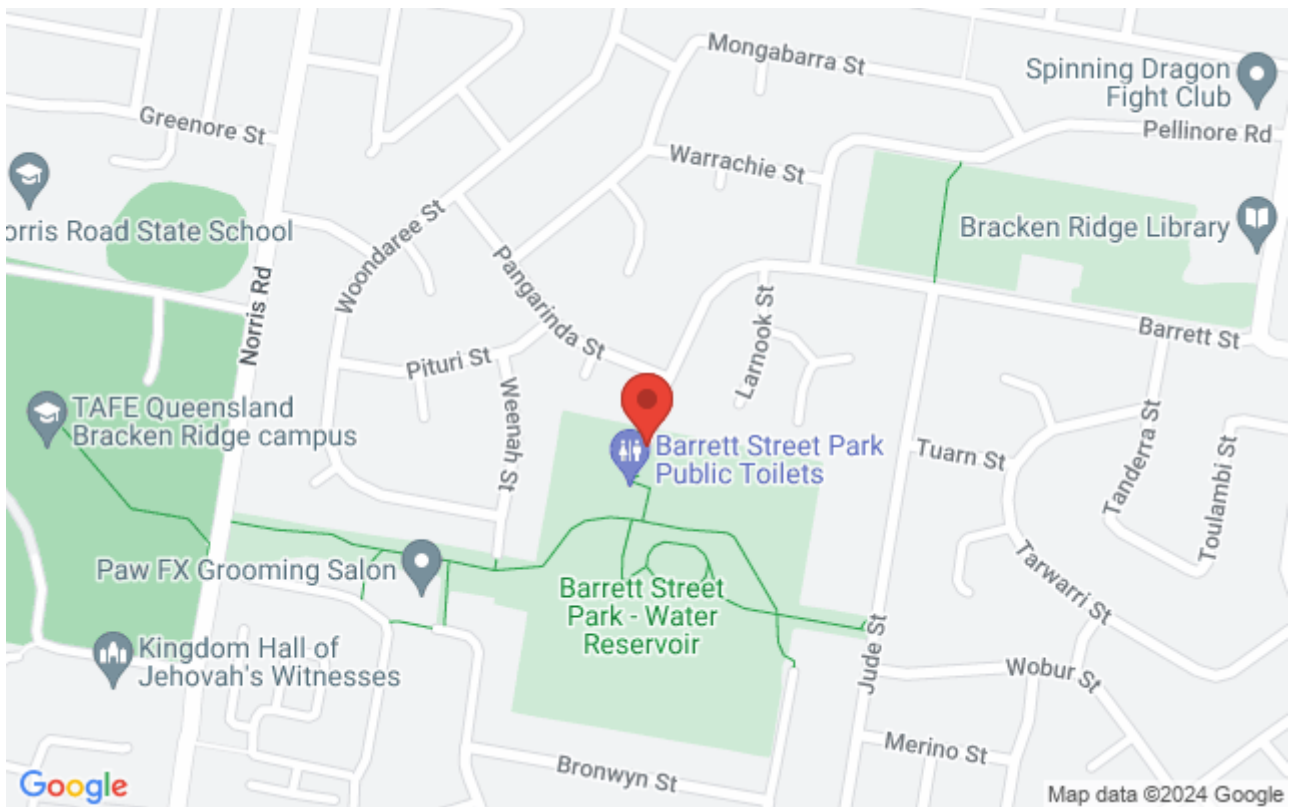 Mongabarra St
Spinning Dragon
Fight Club
Greenore St
Pellinore Rd
Warrachie St
orris Road State School
Woondaree St
Bracken Ridge Library
Pangarinda St
Norris Rd
Larnook St
Barrett St
Pituri St
Weenah St
TAFE Queensland
Bracken Ridge campus
Barrett Street Park
Public Toilets
Tuarn St
Tanderra St
Toulambi St
Paw FX Grooming Salon
Barrett Street
Park - Water
Reservoir
Tarwarri St
Kingdom Hall of
Jehovah's Witnesses
Jude St
Wobur St
Merino St
Bronwyn St
Google
Map data ©2024 Google